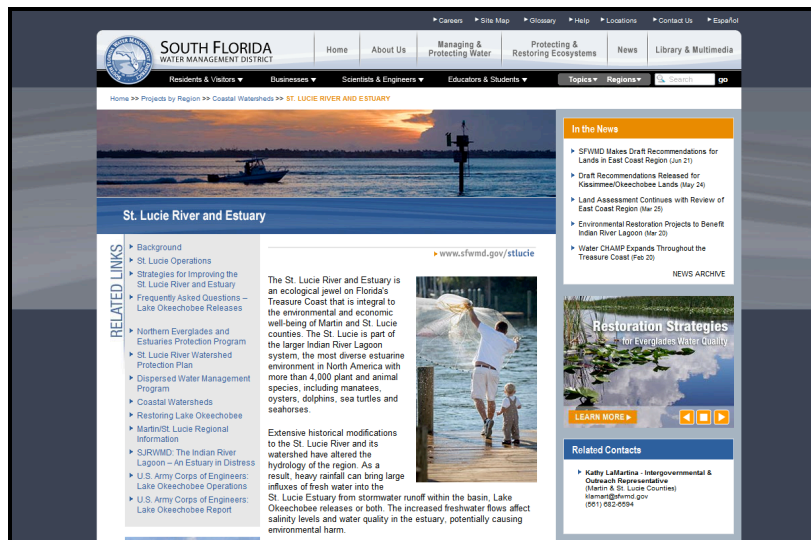 Careers Site Map Glossary Help Locations Contact Us Español
SOUTH FLORIDA
WATER MANAGEMENT DISTRICT
Home About Us Managing & Protecting Water Protecting & Restoring Ecosystems News Library & Multimedia
Residents & Visitors Businesses Scientists & Engineers Educators & Students Topics Regions Search go
Home >> Projects by Region >> Coastal Watersheds >> ST. LUCIE RIVER AND ESTUARY
St. Lucie River and Estuary
RELATED LINKS
Background
St. Lucie Operations
Strategies for Improving the
St. Lucie River and Estuary
Frequently Asked Questions –
Lake Okeechobee Releases
Northern Everglades and
Estuaries Protection Program
St. Lucie River Watershed
Protection Plan
Dispersed Water Management
Program
Coastal Watersheds
Restoring Lake Okeechobee
Martin/St. Lucie Regional
Information
SJRWMD: The Indian River
Lagoon – An Estuary in Distress
U.S. Army Corps of Engineers:
Lake Okeechobee Operations
U.S. Army Corps of Engineers:
Lake Okeechobee Report
www.sfwmd.gov/stlucie
The St. Lucie River and Estuary is
an ecological jewel on Florida's
Treasure Coast that is integral to
the environmental and economic
well-being of Martin and St. Lucie
counties. The St. Lucie is part of
the larger Indian River Lagoon
system, the most diverse estuarine
environment in North America with
more than 4,000 plant and animal
species, including manatees,
oysters, dolphins, sea turtles and
seahorses.
Extensive historical modifications
to the St. Lucie River and its
watershed have altered the
hydrology of the region. As a
result, heavy rainfall can bring large
influxes of fresh water into the
St. Lucie Estuary from stormwater runoff within the basin, Lake
Okeechobee releases or both. The increased freshwater flows affect
salinity levels and water quality in the estuary, potentially causing
environmental harm.
In the News
SFWMD Makes Draft Recommendations for
Lands in East Coast Region (Jun 21)
Draft Recommendations Released for
Kissimmee/Okeechobee Lands (May 24)
Land Assessment Continues with Review of
East Coast Region (Mar 25)
Environmental Restoration Projects to Benefit
Indian River Lagoon (Mar 20)
Water CHAMP Expands Throughout the
Treasure Coast (Feb 20)
NEWS ARCHIVE
Restoration Strategies
for Everglades Water Quality
LEARN MORE
Related Contacts
Kathy LaMartina - Intergovernmental &
Outreach Representative
(Martin & St. Lucie Counties)
klamart@sfwmd.gov
(561) 682-6694